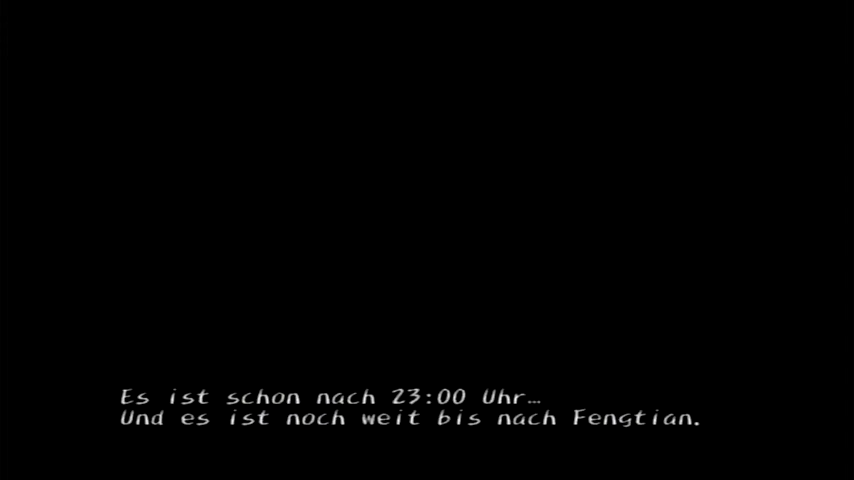 Es ist schon nach 23:00 Uhr…
Und es ist noch weit bis nach Fengtian.